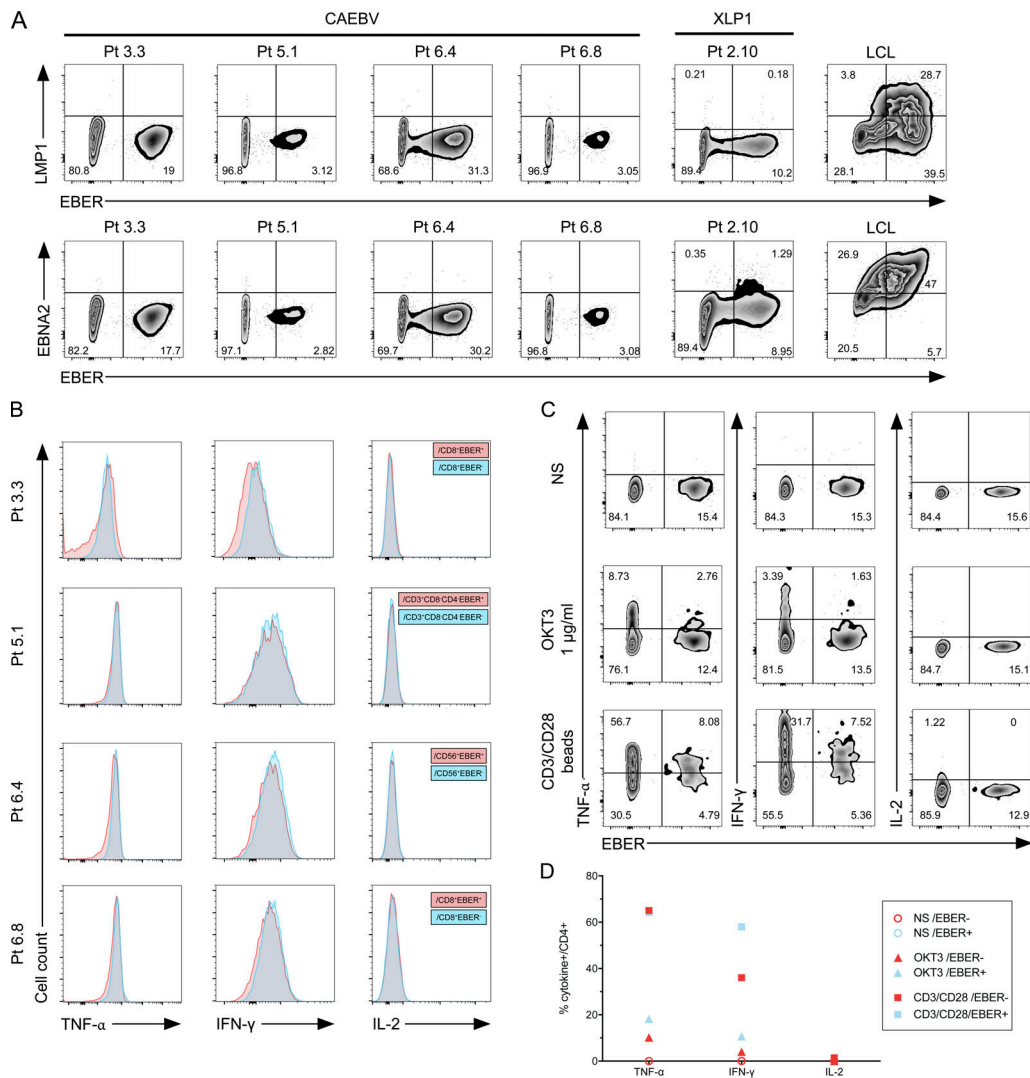 A
CAEBV
XLP1
Pt 3.3
Pt 5.1
Pt 6.4
Pt 6.8
Pt 2.10
LCL
LMP1
80.8
19
96.8
3.12
68.6
31.3
96.9
3.05
0.21
0.18
89.4
10.2
3.8
28.7
28.1
39.5
EBER
Pt 3.3
Pt 5.1
Pt 6.4
Pt 6.8
Pt 2.10
LCL
EBNA2
82.2
17.7
97.1
2.82
69.7
30.2
96.8
3.08
0.35
1.29
89.4
8.95
26.9
47
20.5
5.7
EBER
B
Pt 3.3
/CD8+EBER+
/CD8+EBER-
Pt 5.1
/CD3+CD8-CD4-EBER+
/CD3+CD8-CD4-EBER-
Pt 6.4
/CD56+EBER+
/CD56+EBER-
Pt 6.8
/CD8+EBER+
/CD8+EBER-
Cell count
TNF-α
IFN-γ
IL-2
C
NS
84.1
15.4
84.3
15.3
84.4
15.6
OKT3
1 µg/ml
8.73
2.76
76.1
12.4
3.39
1.63
81.5
13.5
84.7
15.1
CD3/CD28
beads
56.7
8.08
30.5
4.79
31.7
7.52
55.5
5.36
1.22
0
85.9
12.9
TNF-α
IFN-γ
IL-2
EBER
D
% cytokine+/CD4+
80
60
40
20
0
TNF-α
IFN-γ
IL-2
NS /EBER-
NS /EBER+
OKT3 /EBER-
OKT3 /EBER+
CD3/CD28 /EBER-
CD3/CD28/EBER+